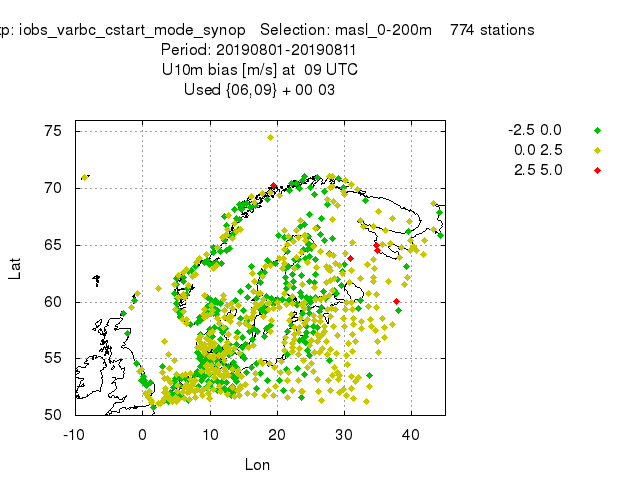 xp: iobs_varbc_cstart_mode_synop Selection: masl_0-200m 774 stations
Period: 20190801-20190811
U10m bias [m/s] at 09 UTC
Used {06,09} + 00 03
-2.5 0.0
0.0 2.5
2.5 5.0
75
70
65
60
55
50
Lat
-10 0 10 20 30 40
Lon